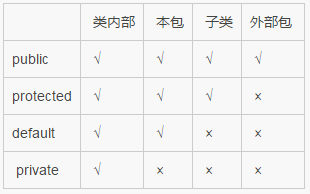 类内部 本包 子类 外部包
public √ √ √ √
protected √ √ √ ×
default √ √ × ×
private √ × × ×